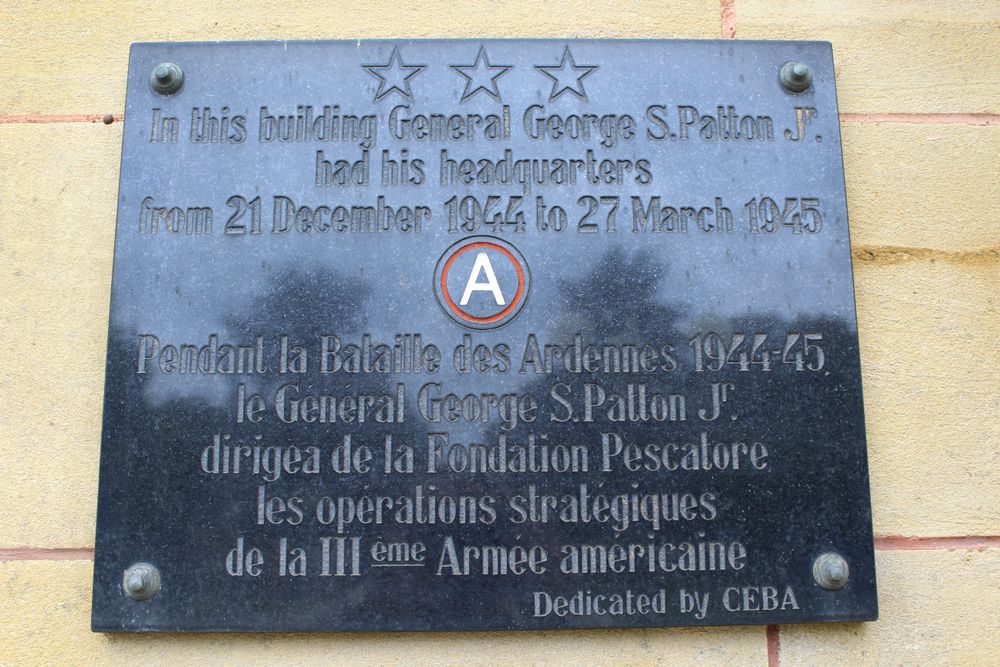 In this building General George S. Patton Jr.
had his headquarters
from 21 December 1944 to 27 March 1945
A
Pendant la Bataille des Ardennes 1944-45,
le Général George S. Patton Jr.
dirigea de la Fondation Pescatore
les opérations stratégiques
de la III ème Armée américaine
Dedicated by CEBA